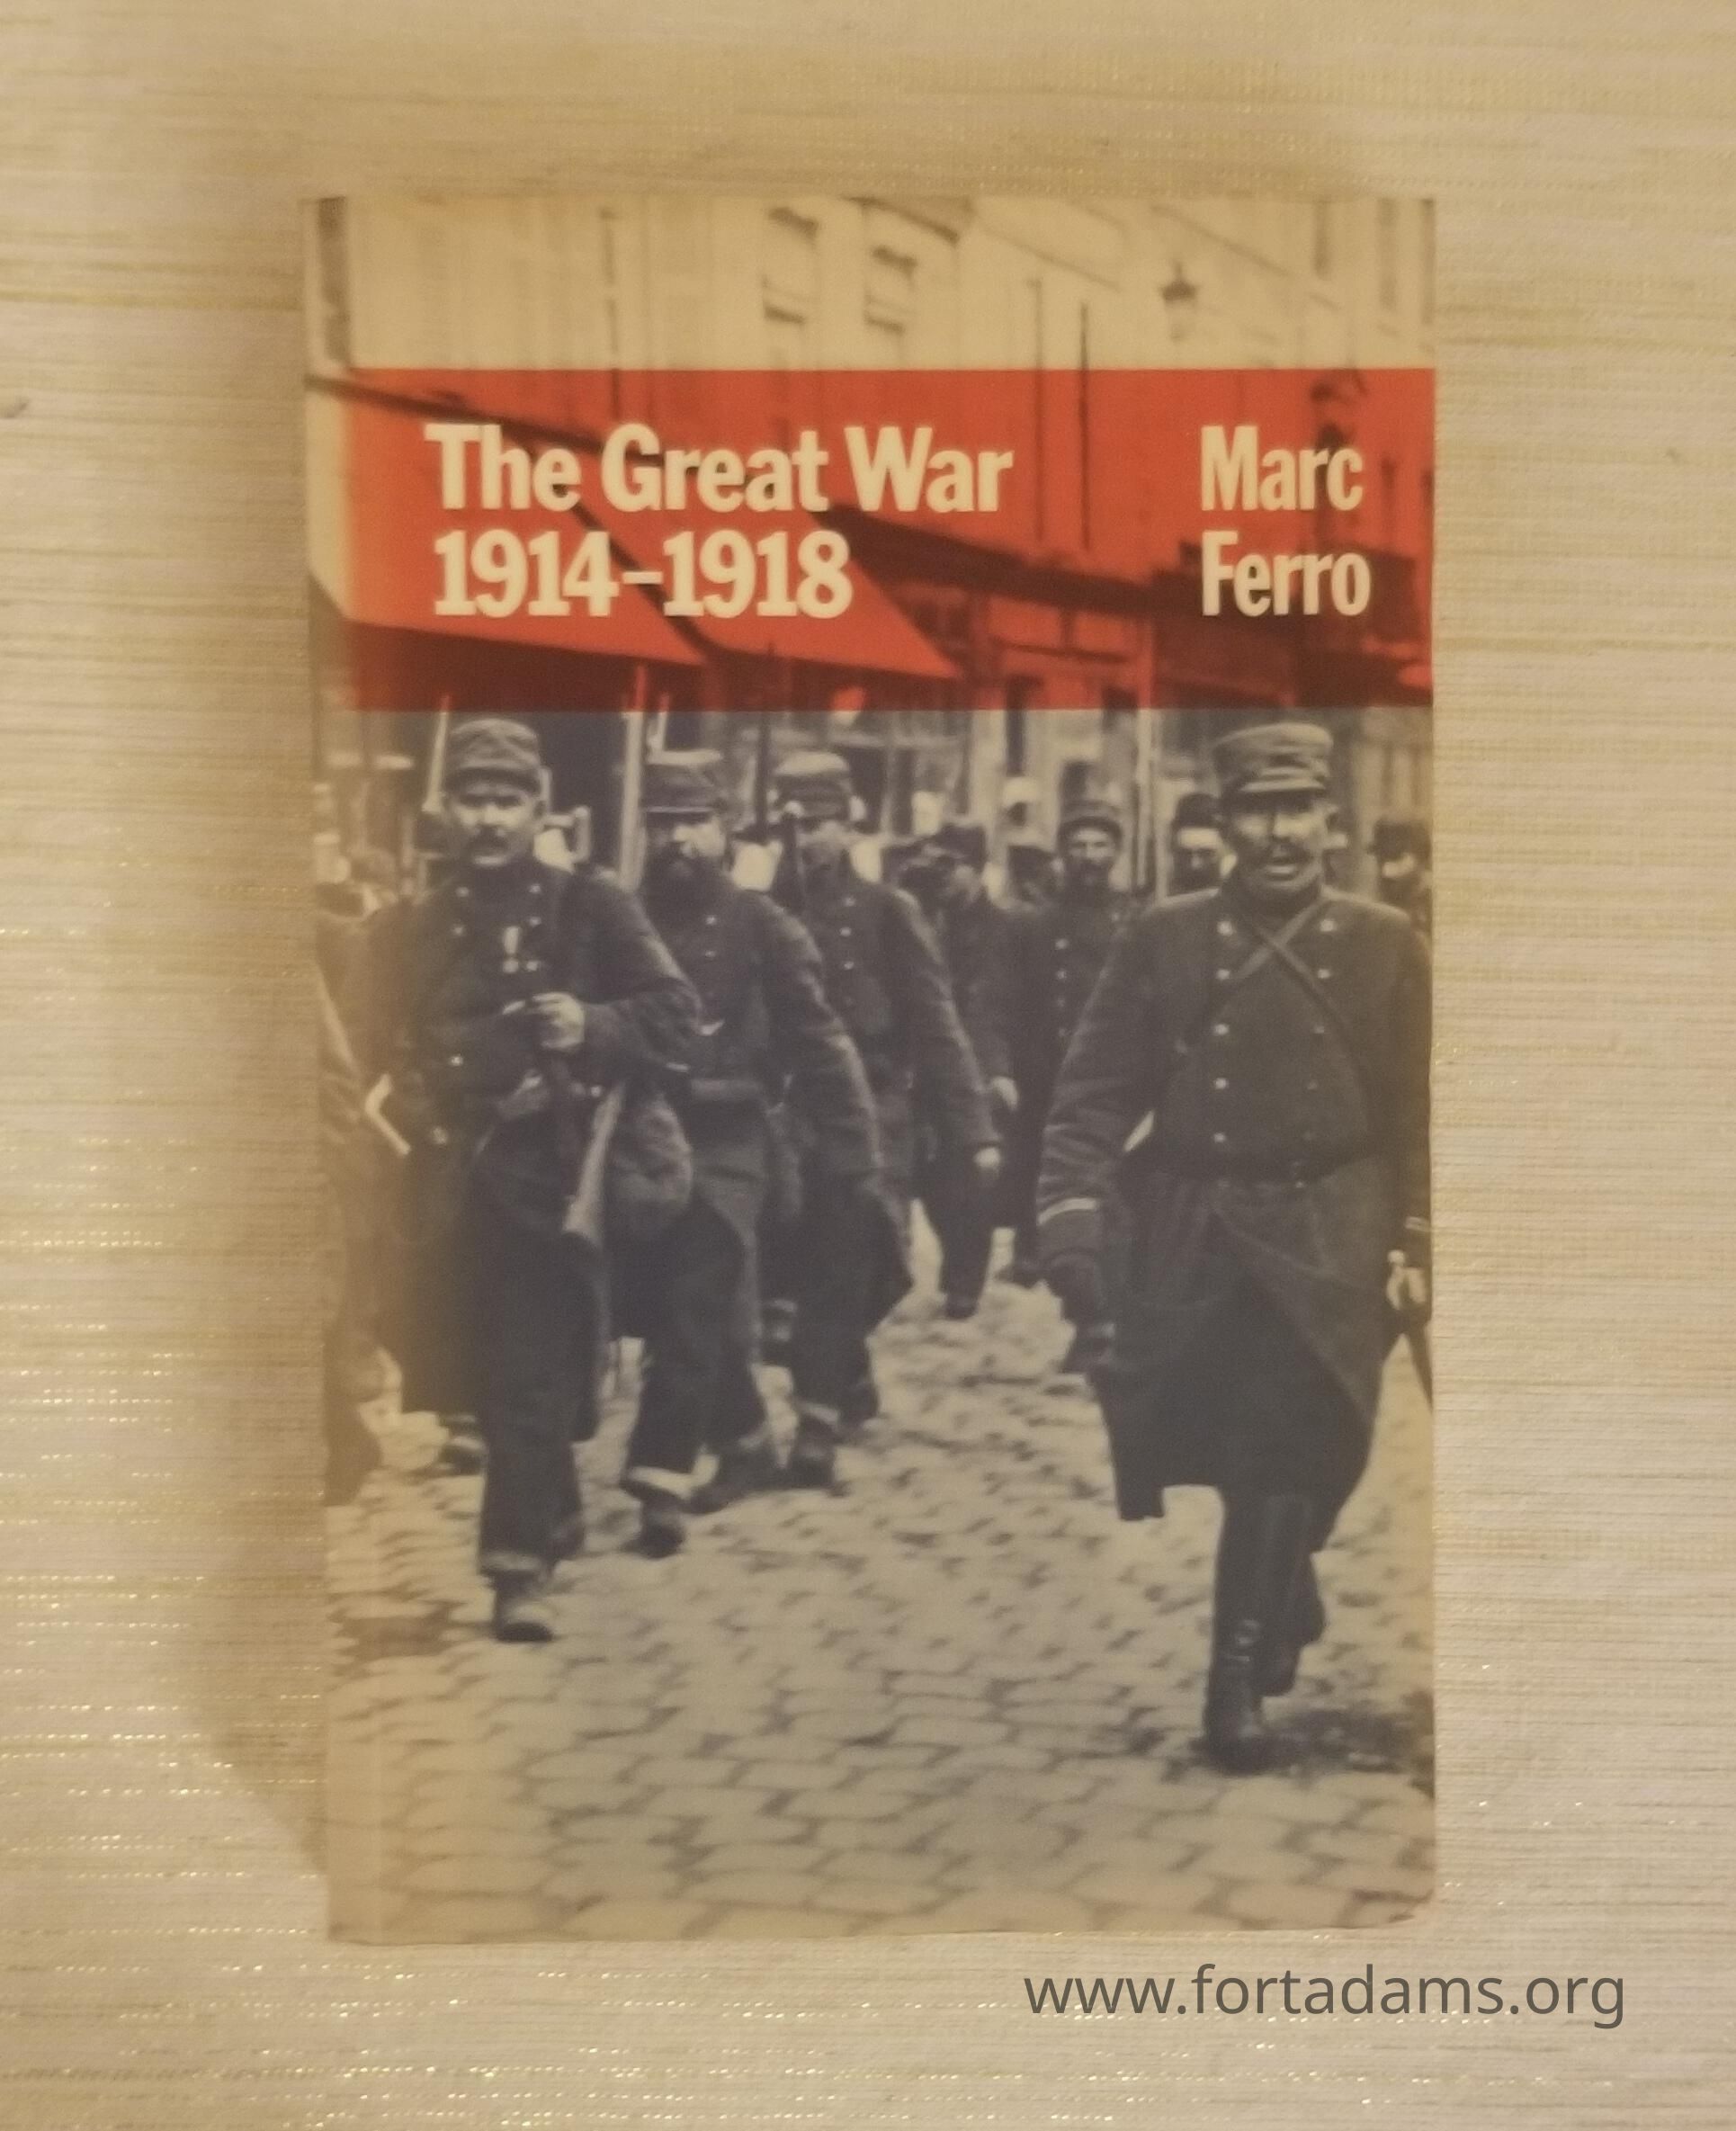 The Great War
1914–1918
Marc
Ferro
www.fortadams.org